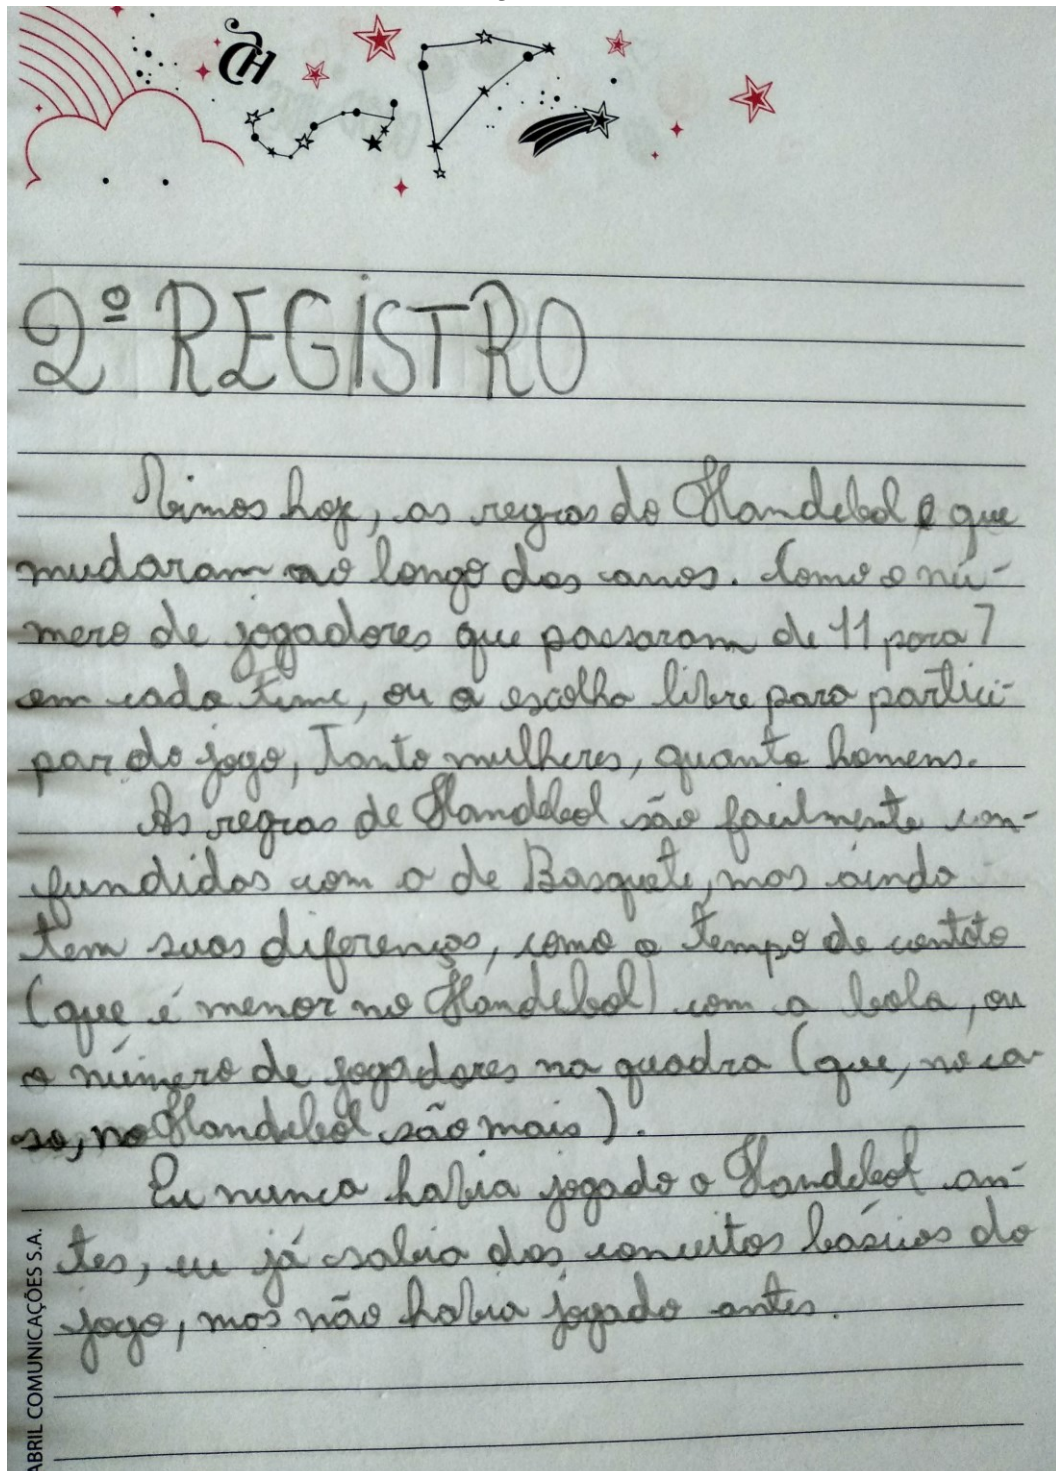 2º REGISTRO
Vimos hoje, as regras do Handebol e que
mudaram ao longo dos anos. Como o nú-
mero de jogadores que passaram de 11 para 7
em cada time, ou a escolha livre para partici-
par do jogo, Tanto mulheres, quanto homens.
As regras de Handebol são facilmente con-
fundidas com a de Basquete, mas ainda
tem suas diferenças, como o tempo de contato
(que é menor no Handebol) com a bola, ou
o número de jogadores na quadra (que, no ca-
so, no Handebol são mais).
Eu nunca havia jogado o Handebol an-
tes, eu já sabia dos conceitos básicos do
jogo, mas não havia jogado antes.
ABRIL COMUNICAÇÕES S.A.